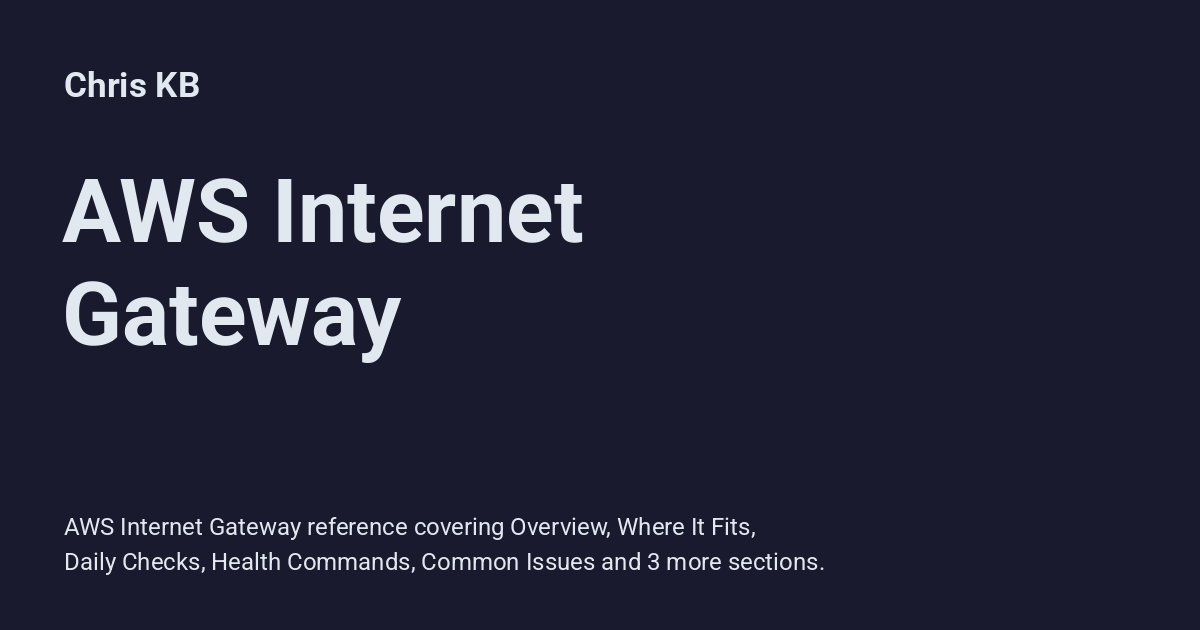 Chris KB
AWS Internet
Gateway
AWS Internet Gateway reference covering Overview, Where It Fits,
Daily Checks, Health Commands, Common Issues and 3 more sections.